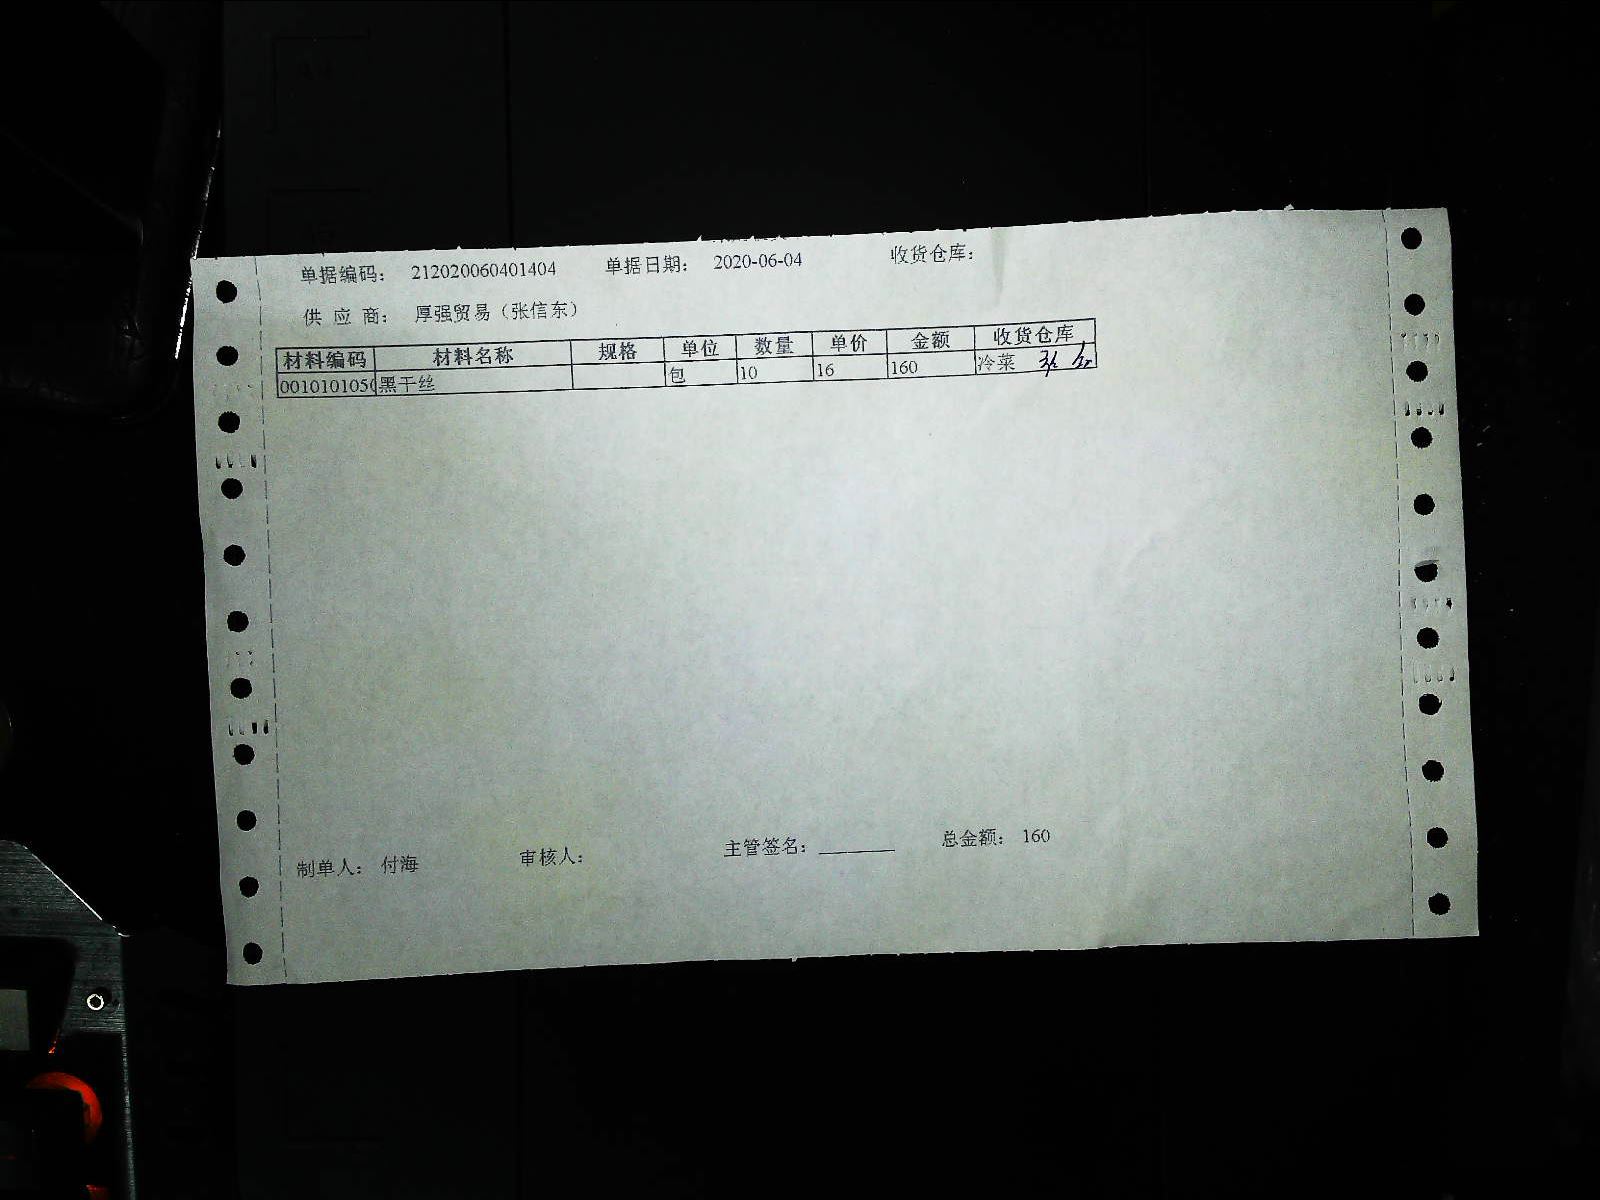 单据编码： 212020060401404 单据日期： 2020-06-04 收货仓库：
供 应 商： 厚强贸易（张信东）
材料编码 材料名称 规格 单位 数量 单价 金额 收货仓库
0010101050 黑干丝 包 10 16 160 冷菜
制单人： 付海 审核人： 主管签名： ________ 总金额： 160